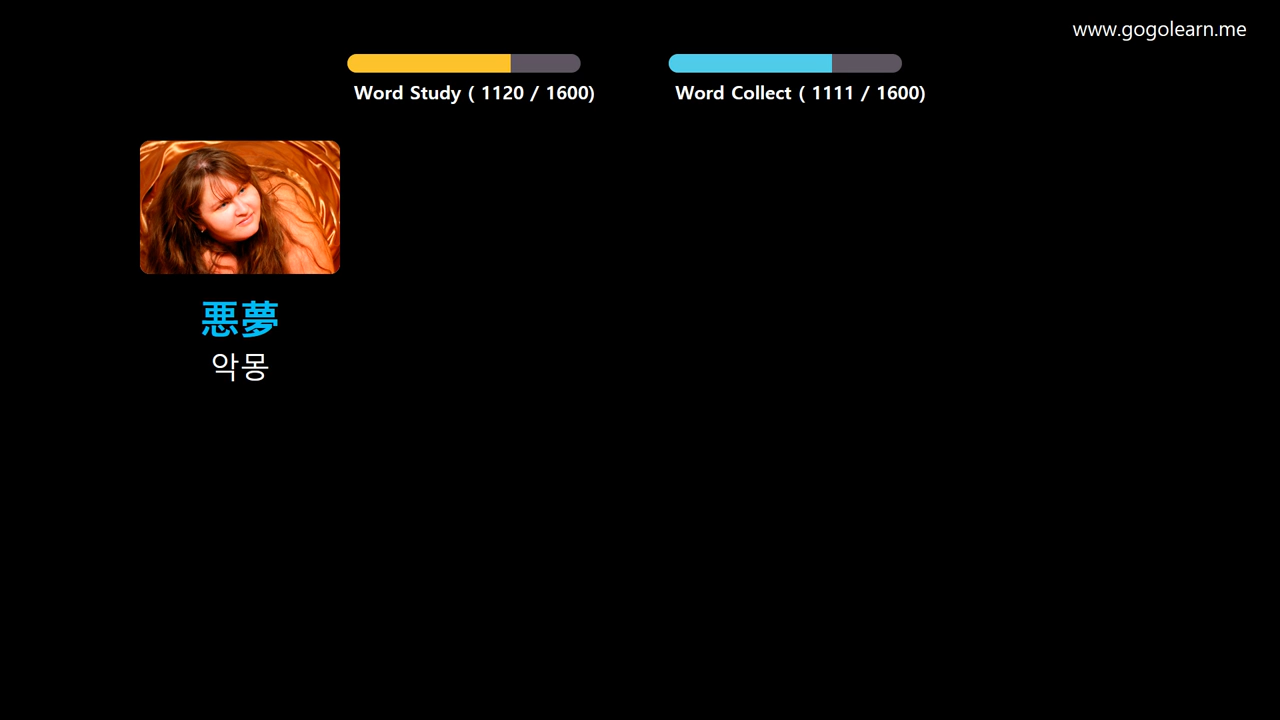 www.gogolearn.me
Word Study ( 1120 / 1600)
Word Collect ( 1111 / 1600)
悪夢
악몽